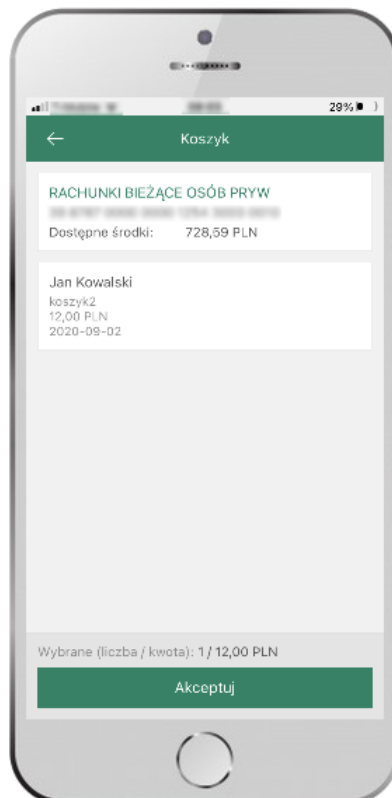 29%
Koszyk
RACHUNKI BIEŻĄCE OSÓB PRYW
Dostępne środki: 728,59 PLN
Jan Kowalski
koszyk2
12,00 PLN
2020-09-02
Wybrane (liczba / kwota): 1 / 12,00 PLN
Akceptuj